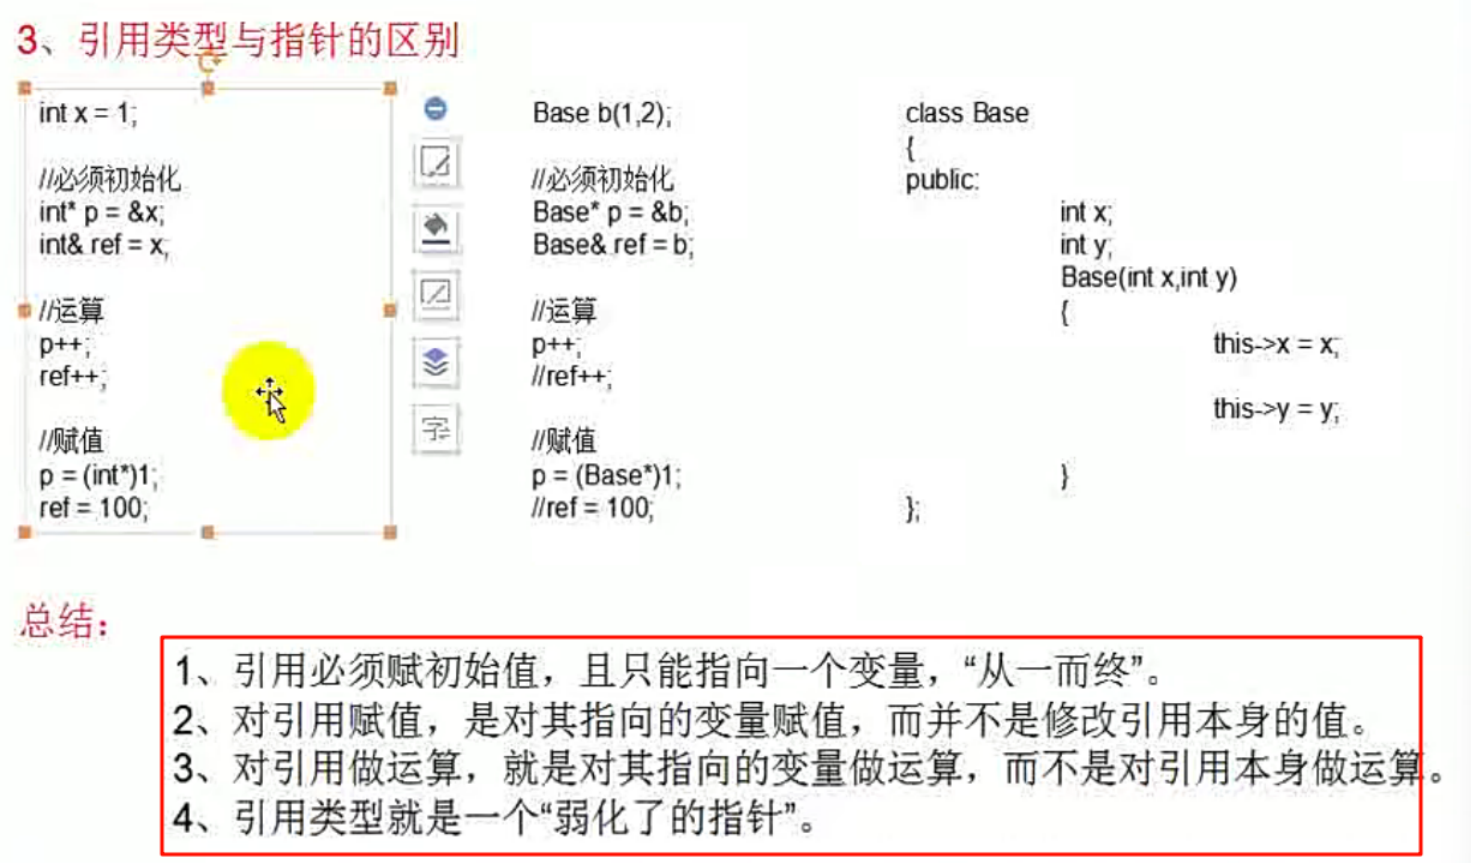 3、引用类型与指针的区别
int x = 1;
//必须初始化
int* p = &x;
int& ref = x;
//运算
p++;
ref++;
//赋值
p = (int*)1;
ref = 100;
字
Base b(1,2);
//必须初始化
Base* p = &b;
Base& ref = b;
//运算
p++;
//ref++;
//赋值
p = (Base*)1;
//ref = 100;
class Base
{
public:
int x;
int y;
Base(int x,int y)
{
this->x = x;
this->y = y;
}
};
总结：
1、引用必须赋初始值，且只能指向一个变量，“从一而终”。
2、对引用赋值，是对其指向的变量赋值，而并不是修改引用本身的值。
3、对引用做运算，就是对其指向的变量做运算，而不是对引用本身做运算。
4、引用类型就是一个“弱化了的指针”。